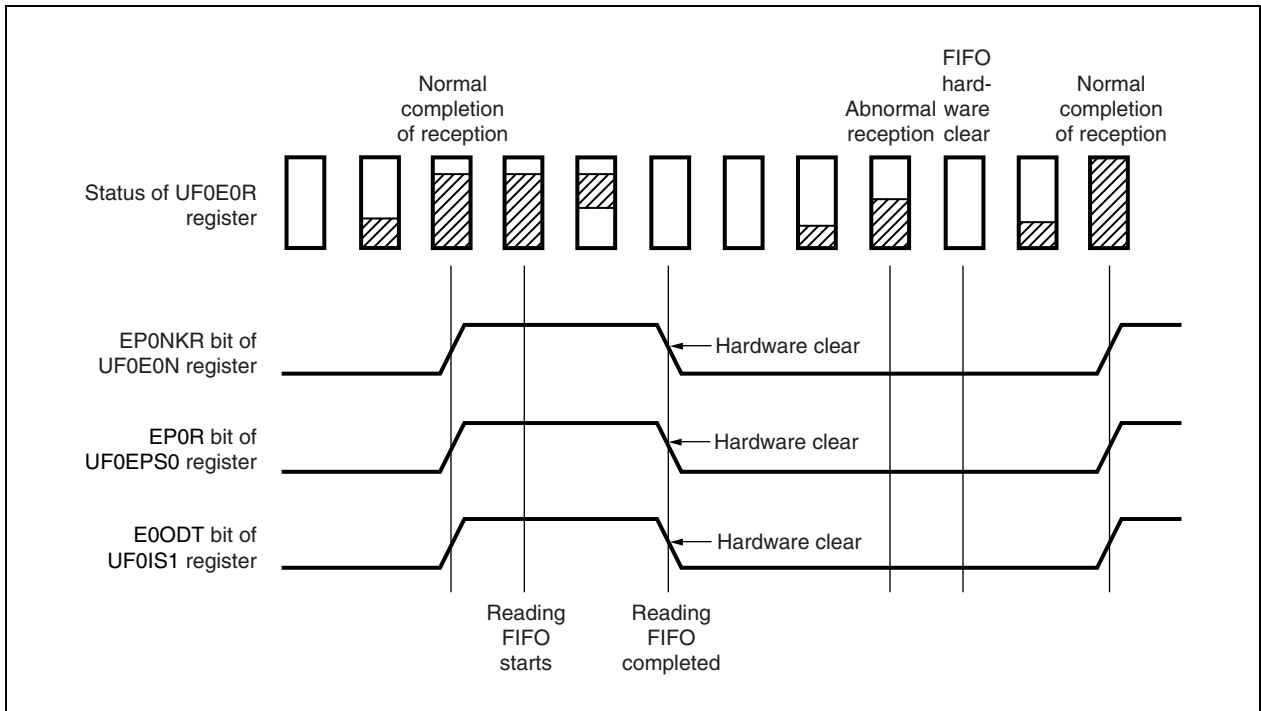 Normal
completion
of reception
Abnormal
reception
FIFO
hard-
ware
clear
Normal
completion
of reception
Status of UF0E0R
register
EP0NKR bit of
UF0E0N register
Hardware clear
EP0R bit of
UF0EPS0 register
Hardware clear
E0ODT bit of
UF0IS1 register
Hardware clear
Reading
FIFO
starts
Reading
FIFO
completed